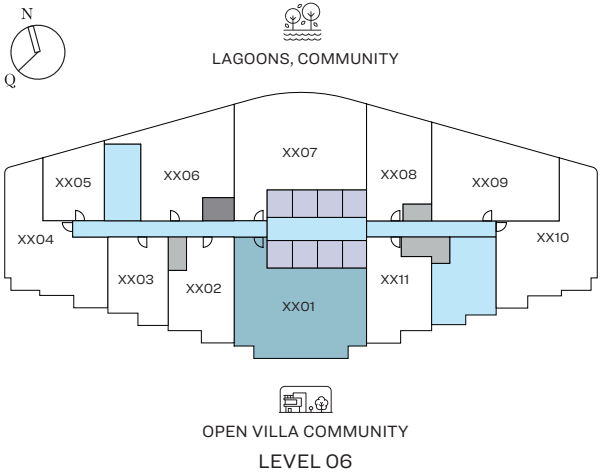 N
Q
LAGOONS, COMMUNITY
XX07
XX05
XX06
XX08
XX09
XX04
XX10
XX03
XX02
XX01
XX11
OPEN VILLA COMMUNITY
LEVEL 06